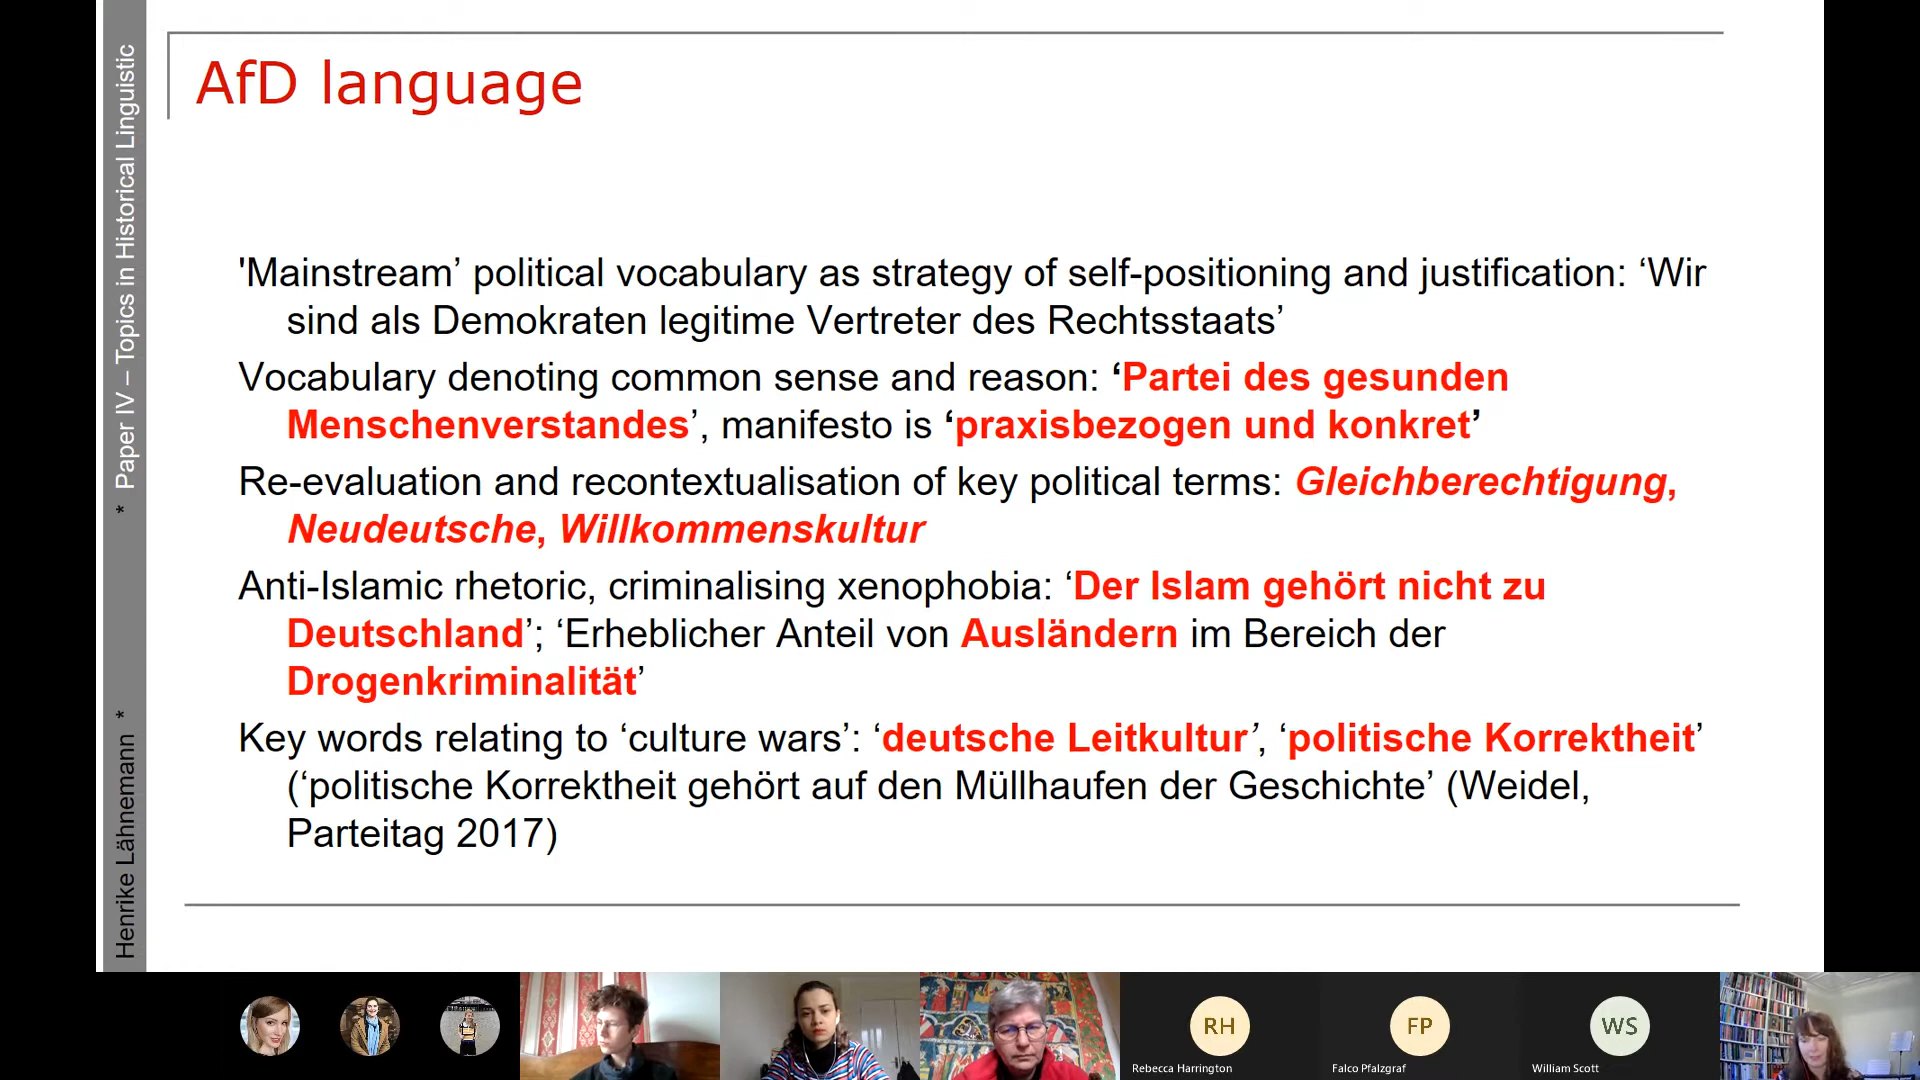 AfD language
'Mainstream’ political vocabulary as strategy of self-positioning and justification: ‘Wir
sind als Demokraten legitime Vertreter des Rechtsstaats’
Vocabulary denoting common sense and reason: ‘Partei des gesunden
Menschenverstandes’, manifesto is ‘praxisbezogen und konkret’
Re-evaluation and recontextualisation of key political terms: Gleichberechtigung,
Neudeutsche, Willkommenskultur
Anti-Islamic rhetoric, criminalising xenophobia: ‘Der Islam gehört nicht zu
Deutschland’; ‘Erheblicher Anteil von Ausländern im Bereich der
Drogenkriminalität’
Key words relating to ‘culture wars’: ‘deutsche Leitkultur’, ‘politische Korrektheit’
(‘politische Korrektheit gehört auf den Müllhaufen der Geschichte’ (Weidel,
Parteitag 2017)
Henrike Lähnemann * * Paper IV – Topics in Historical Linguistic
RH
Rebecca Harrington
FP
Falco Pfalzgraf
WS
William Scott